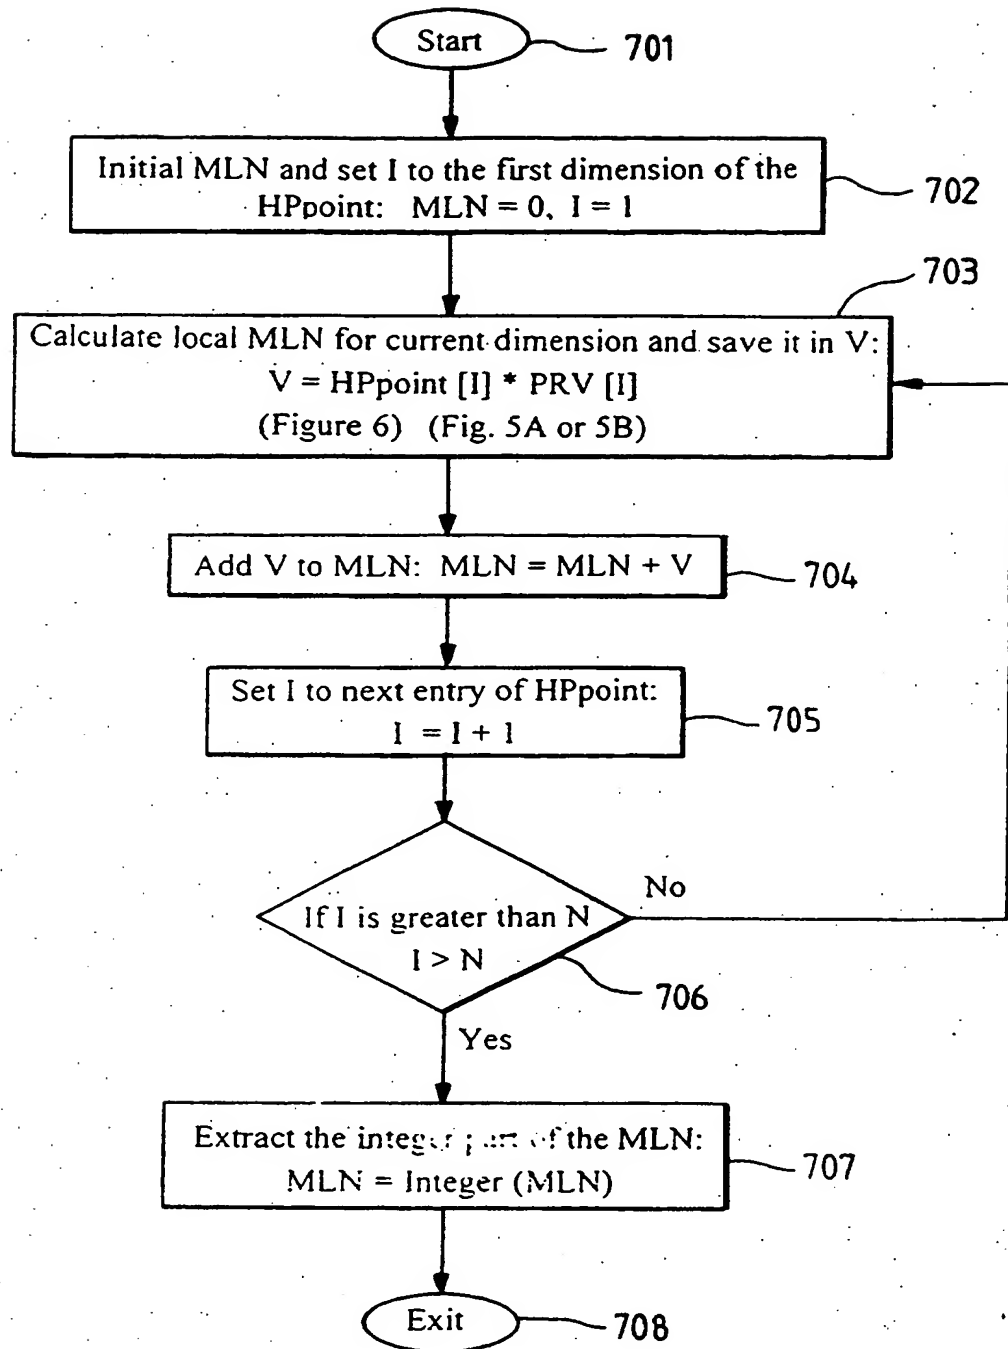 Start
701
Initial MLN and set I to the first dimension of the
HPpoint: MLN = 0, I = 1
702
703
Calculate local MLN for current dimension and save it in V:
V = HPpoint [I] * PRV [I]
(Figure 6) (Fig. 5A or 5B)
Add V to MLN: MLN = MLN + V
704
Set I to next entry of HPpoint:
I = I + 1
705
No
If I is greater than N
I > N
706
Yes
Extract the integer of the MLN:
MLN = Integer (MLN)
707
Exit
708